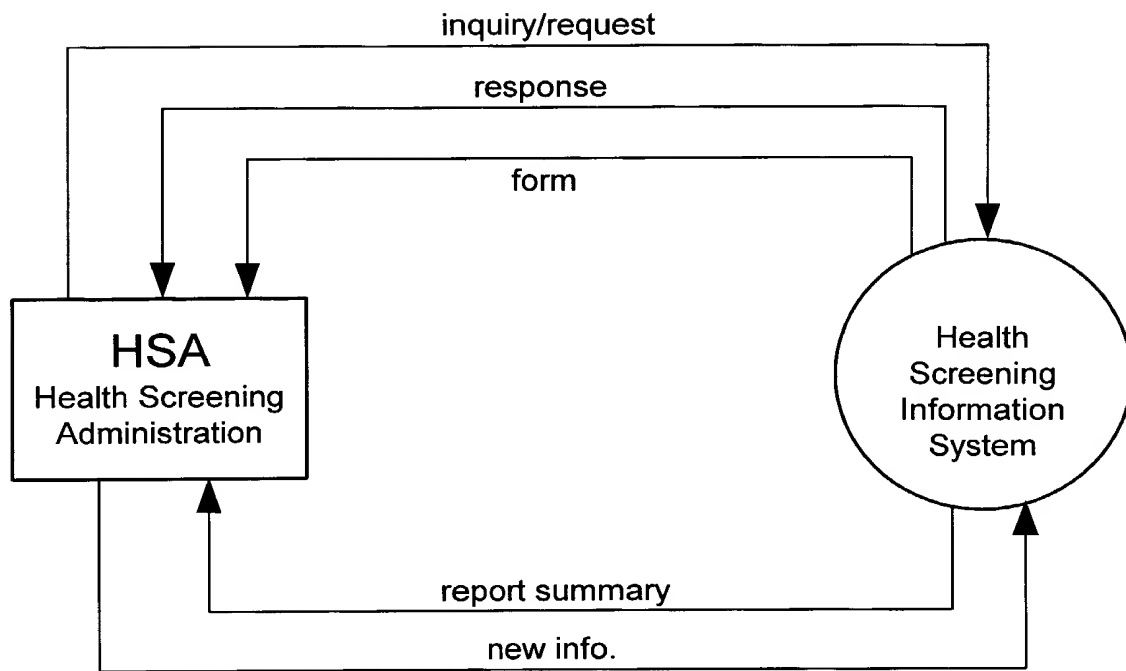 inquiry/request
response
form
HSA
Health Screening
Administration
Health
Screening
Information
System
report summary
new info.